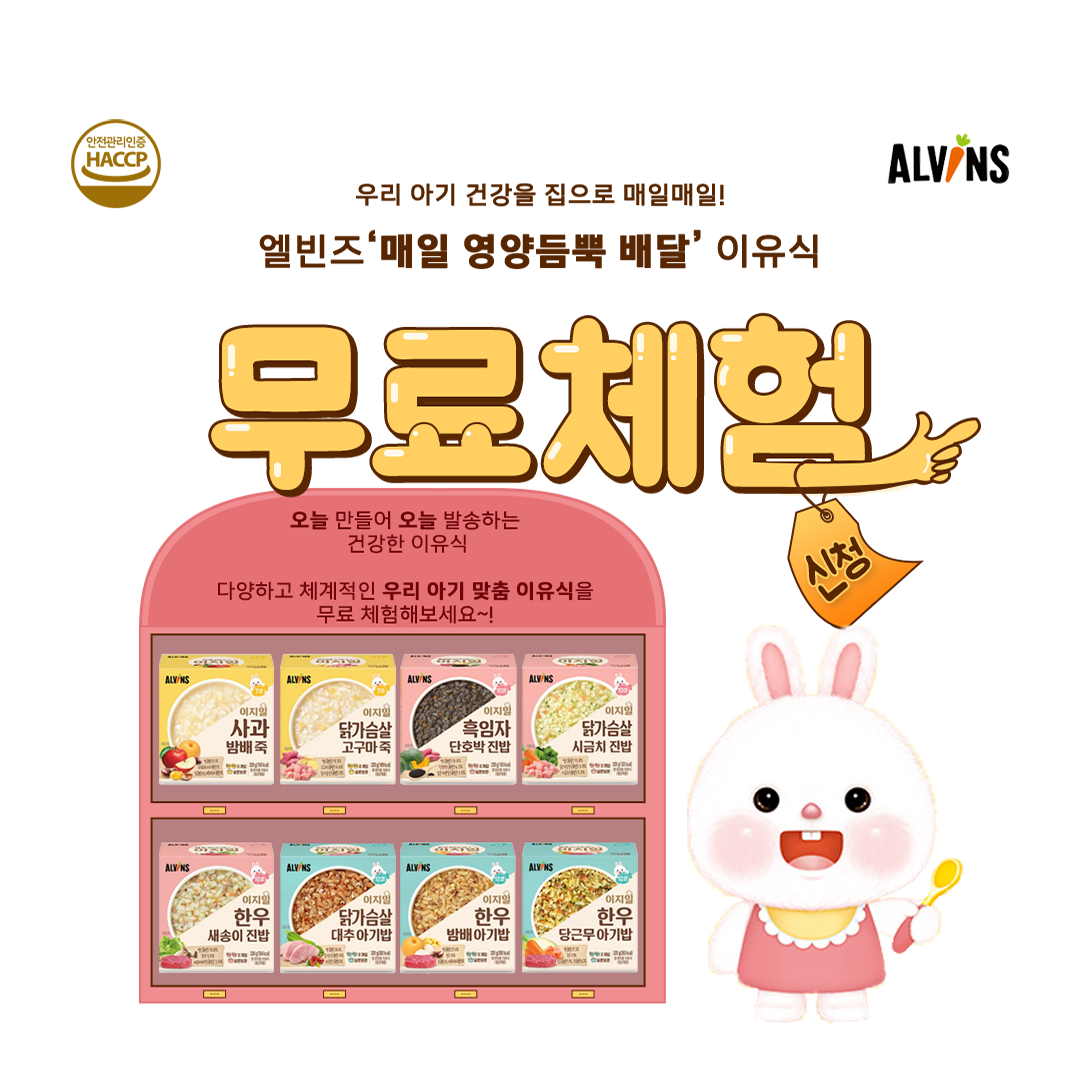 안전관리인증
HACCP
ALVINS
우리 아기 건강을 집으로 매일매일!
엘빈즈 ‘매일 영양듬뿍 배달’ 이유식
무료체험
신청
오늘 만들어 오늘 발송하는
건강한 이유식
다양하고 체계적인 우리 아기 맞춤 이유식을
무료 체험해보세요~!
ALVINS
이지밀
사과
밤배 죽
ALVINS
이지밀
닭가슴살
고구마 죽
ALVINS
이지밀
흑임자
단호박 진밥
ALVINS
이지밀
닭가슴살
시금치 진밥
ALVINS
이지밀
한우
새송이 진밥
ALVINS
이지밀
닭가슴살
대추 아기밥
ALVINS
이지밀
한우
밤배 아기밥
ALVINS
이지밀
한우
당근무 아기밥